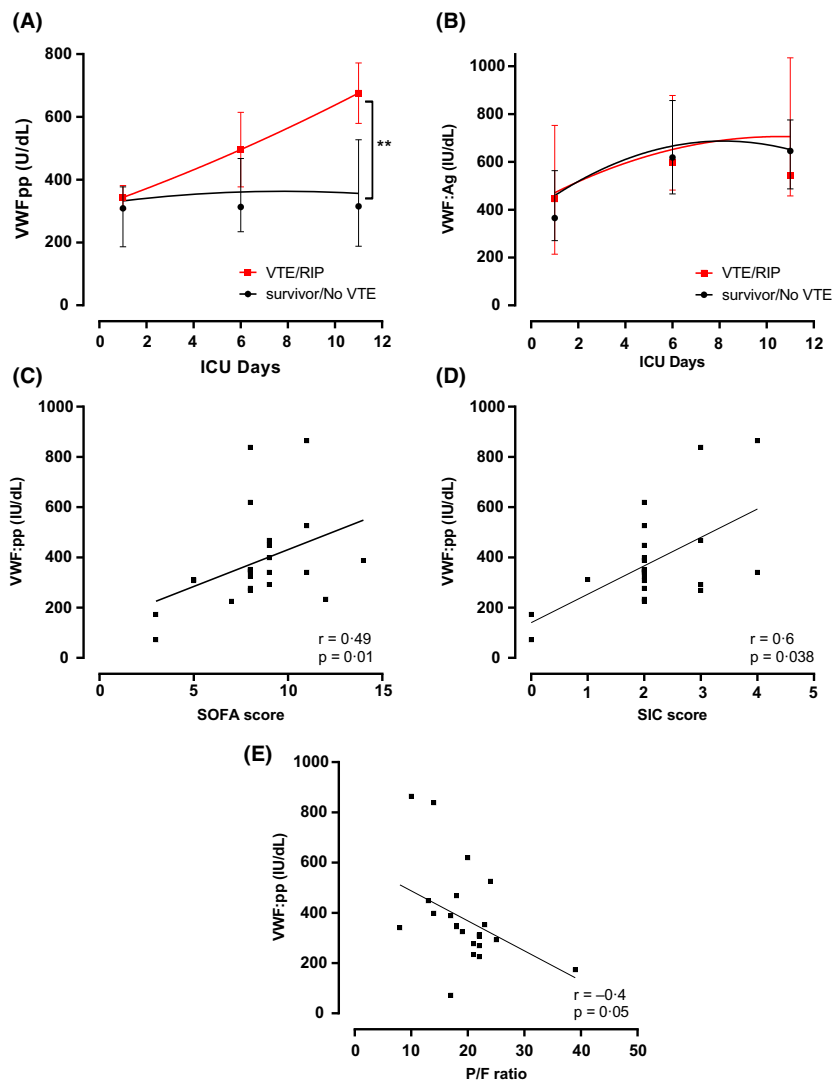 (A)
800
600
400
200
0
VWFpp (U/dL)
**
VTE/RIP
survivor/No VTE
0 2 4 6 8 10 12
ICU Days
(B)
1000
800
600
400
200
0
VWF:Ag (IU/dL)
VTE/RIP
survivor/No VTE
0 2 4 6 8 10 12
ICU Days
(C)
1000
800
600
400
200
0
VWF:pp (IU/dL)
r = 0·49
p = 0·01
0 5 10 15
SOFA score
(D)
1000
800
600
400
200
0
VWF:pp (IU/dL)
r = 0·6
p = 0·038
0 1 2 3 4 5
SIC score
(E)
1000
800
600
400
200
0
VWF:pp (IU/dL)
r = –0·4
p = 0·05
0 10 20 30 40 50
P/F ratio